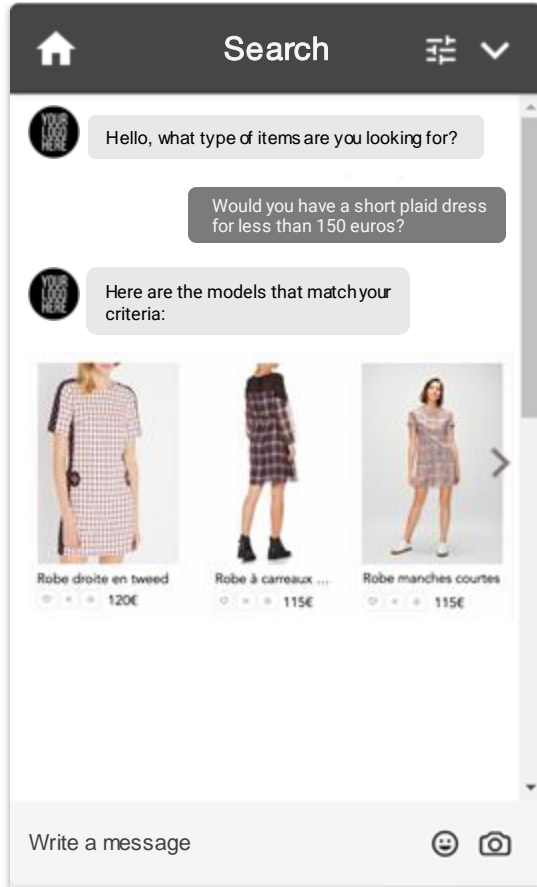 Search
YOUR
LOGO
HERE
Hello, what type of items are you looking for?
Would you have a short plaid dress
for less than 150 euros?
YOUR
LOGO
HERE
Here are the models that match your
criteria:
Robe droite en tweed
120€
Robe à carreaux ...
115€
Robe manches courtes
115€
Write a message